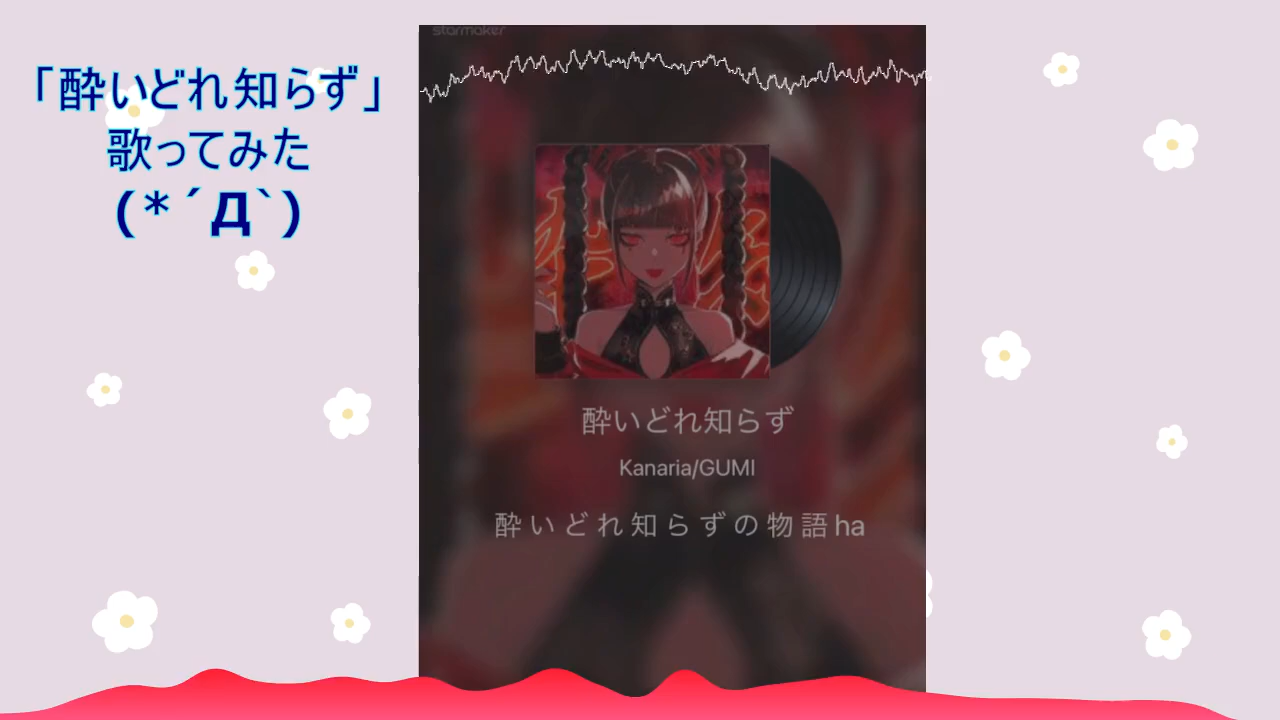 「酔いどれ知らず」
歌ってみた
(*´Д`)
starmaker
酔いどれ知らず
Kanaria/GUMI
酔いどれ知らずの物語ha